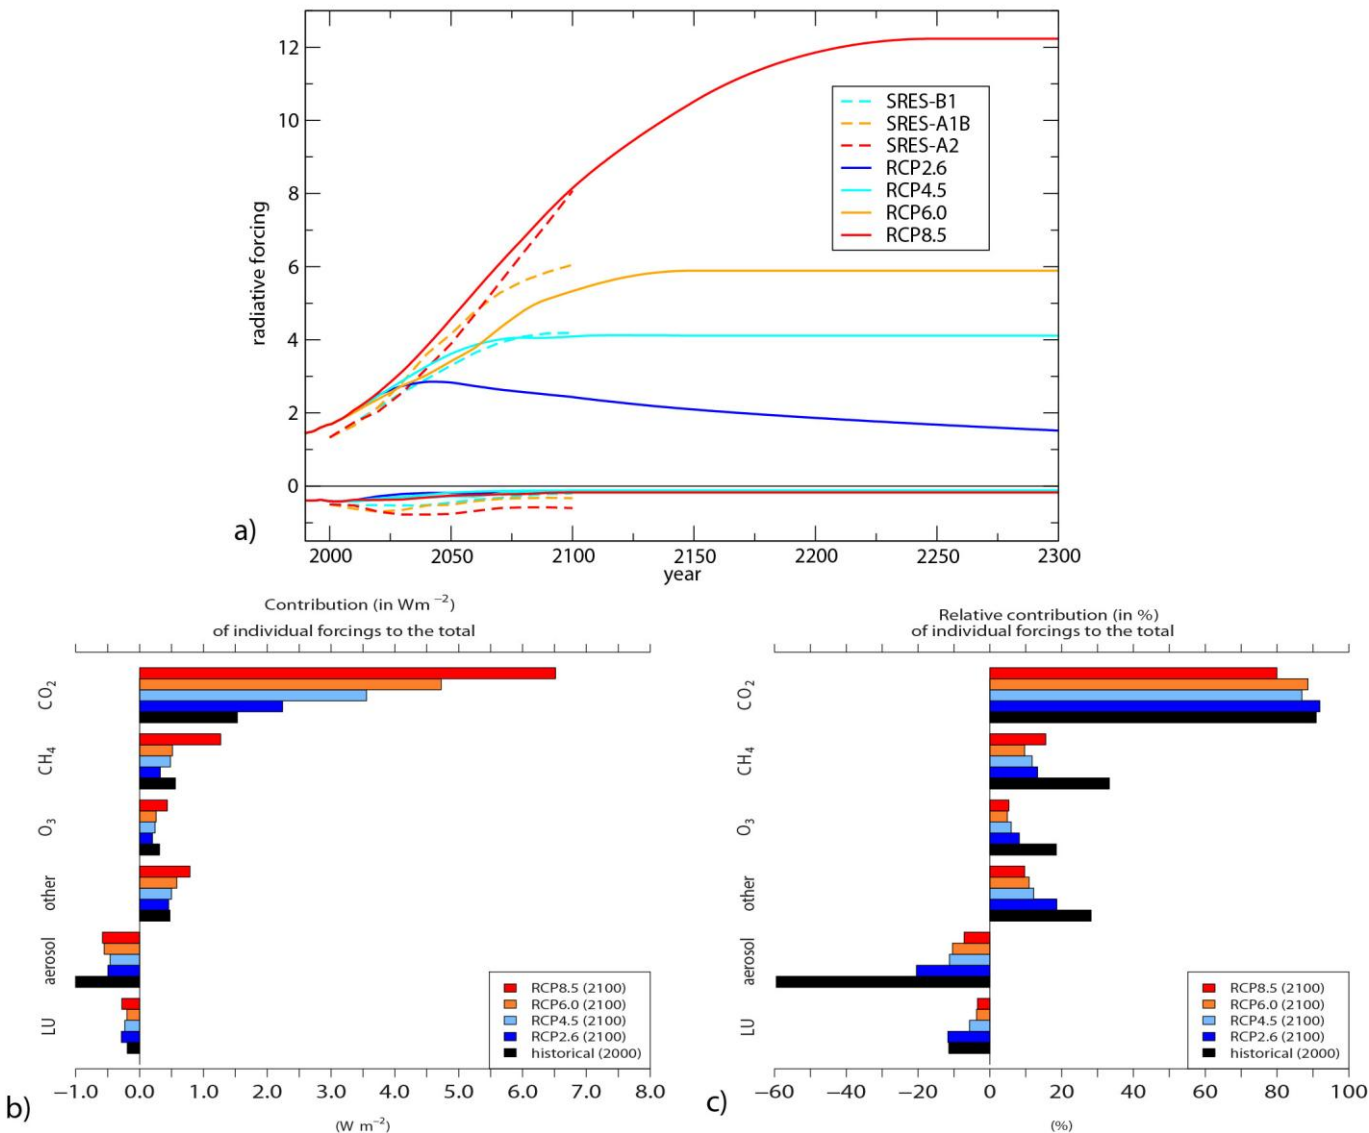 12
10
8
6
4
2
0
radiative forcing
SRES-B1
SRES-A1B
SRES-A2
RCP2.6
RCP4.5
RCP6.0
RCP8.5
a)
2000 2050 2100 2150 2200 2250 2300
year
Contribution (in Wm⁻²)
of individual forcings to the total
CO₂
CH₄
O₃
other
aerosol
LU
RCP8.5 (2100)
RCP6.0 (2100)
RCP4.5 (2100)
RCP2.6 (2100)
historical (2000)
−1.0 0.0 1.0 2.0 3.0 4.0 5.0 6.0 7.0 8.0
b)
(W m⁻²)
Relative contribution (in %)
of individual forcings to the total
CO₂
CH₄
O₃
other
aerosol
LU
RCP8.5 (2100)
RCP6.0 (2100)
RCP4.5 (2100)
RCP2.6 (2100)
historical (2000)
−60 −40 −20 0 20 40 60 80 100
c)
(%)